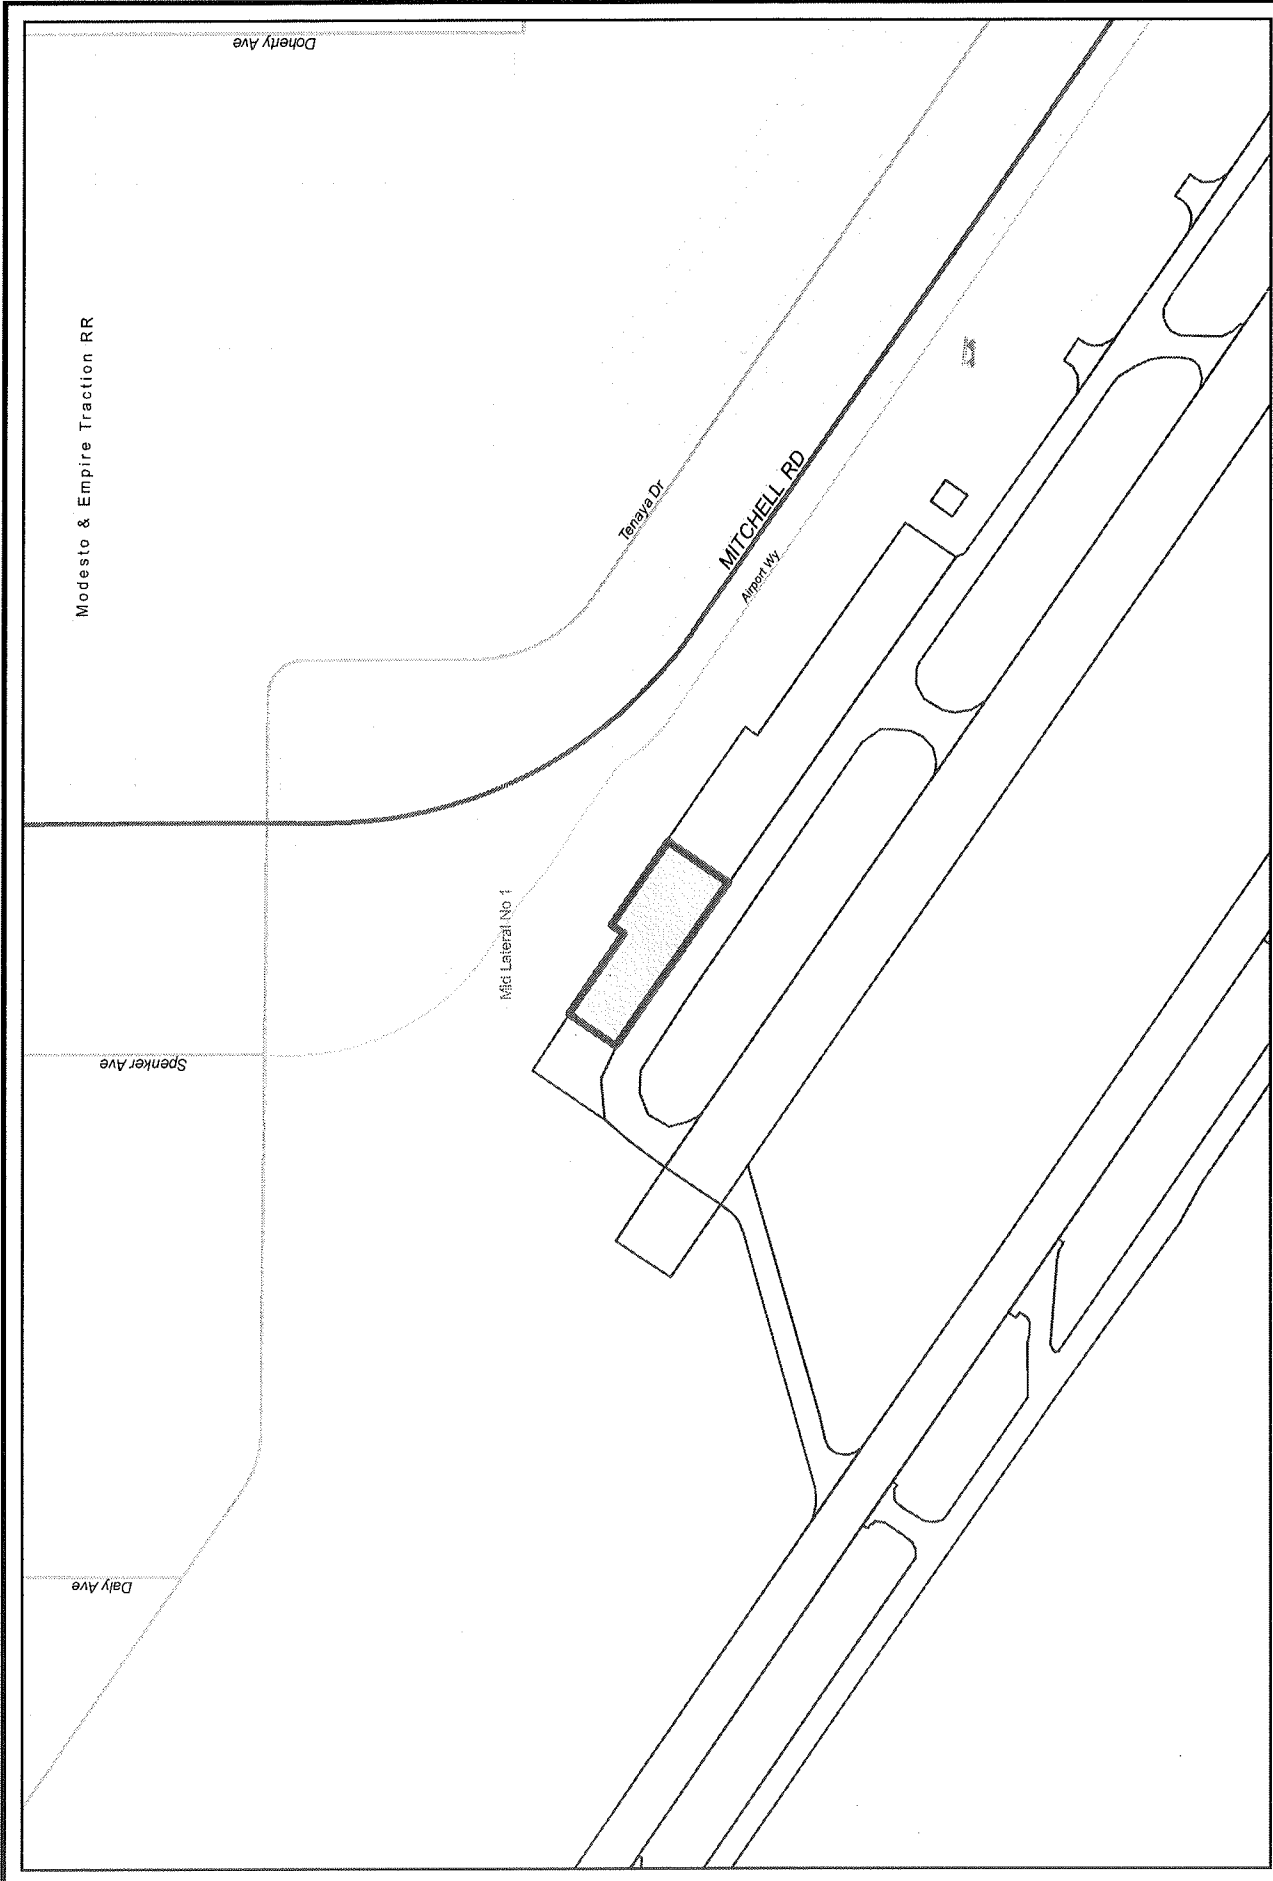 Doherty Ave
Modesto & Empire Traction RR
Tenaya Dr
MITCHELL RD
Airport Wy
Mid Lateral No 1
Spenker Ave
Daly Ave